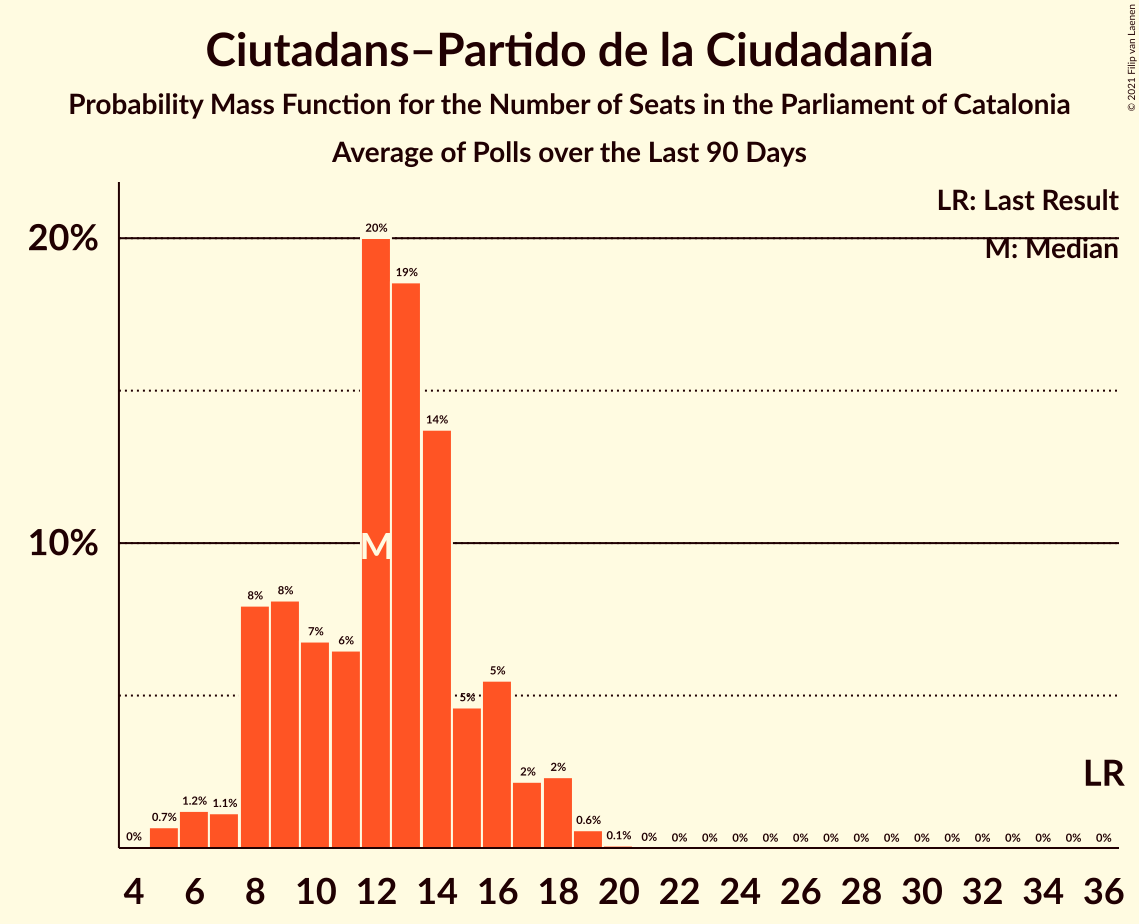 Ciutadans–Partido de la Ciudadanía
Probability Mass Function for the Number of Seats in the Parliament of Catalonia
Average of Polls over the Last 90 Days
© 2021 Filip van Laenen
LR: Last Result
M: Median
20%
10%
0% 0.7% 1.2% 1.1% 8% 8% 7% 6% 20% 19% 14% 5% 5% 2% 2% 0.6% 0.1% 0% 0% 0% 0% 0% 0% 0% 0% 0% 0% 0% 0% 0% 0% 0% 0%
M
LR
4 6 8 10 12 14 16 18 20 22 24 26 28 30 32 34 36